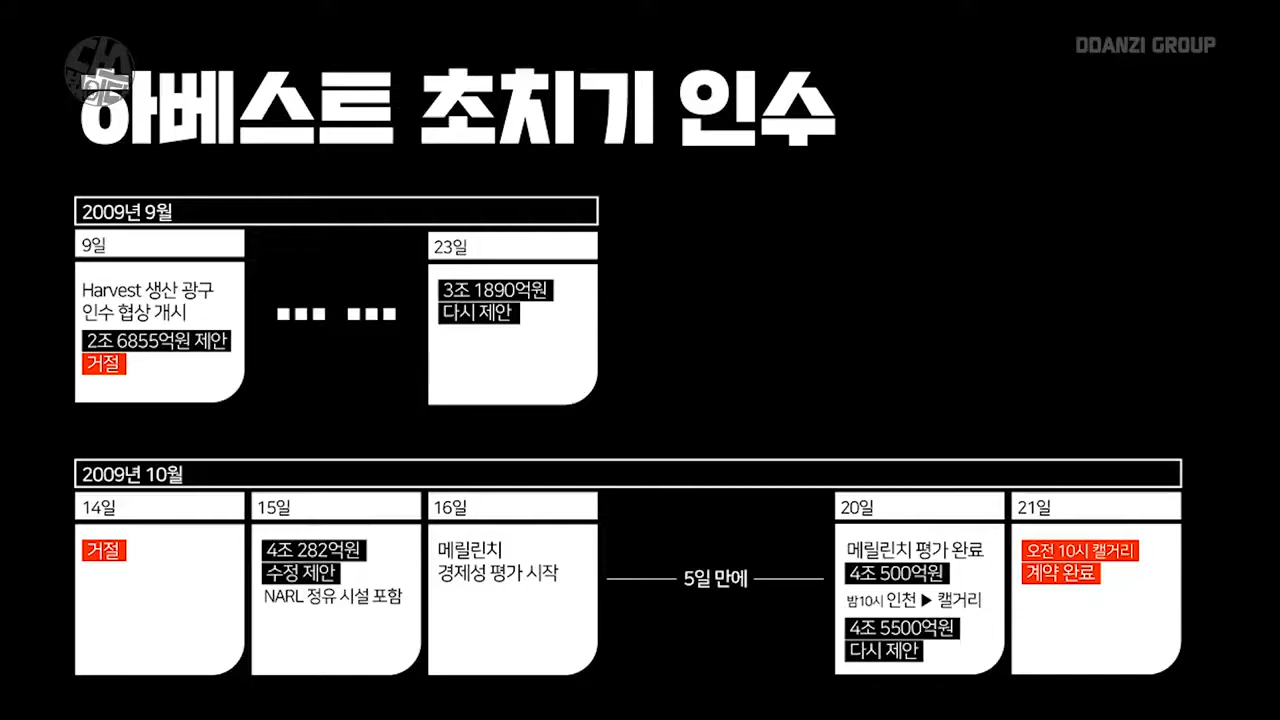 DDANZI GROUP
하베스트 초치기 인수
2009년 9월
9일
Harvest 생산 광구
인수 협상 개시
2조 6855억원 제안
거절
23일
3조 1890억원
다시 제안
2009년 10월
14일
거절
15일
4조 282억원
수정 제안
NARL 정유 시설 포함
16일
메릴린치
경제성 평가 시작
5일 만에
20일
메릴린치 평가 완료
4조 500억원
밤10시 인천 ▶ 캘거리
4조 5500억원
다시 제안
21일
오전 10시 캘거리
계약 완료